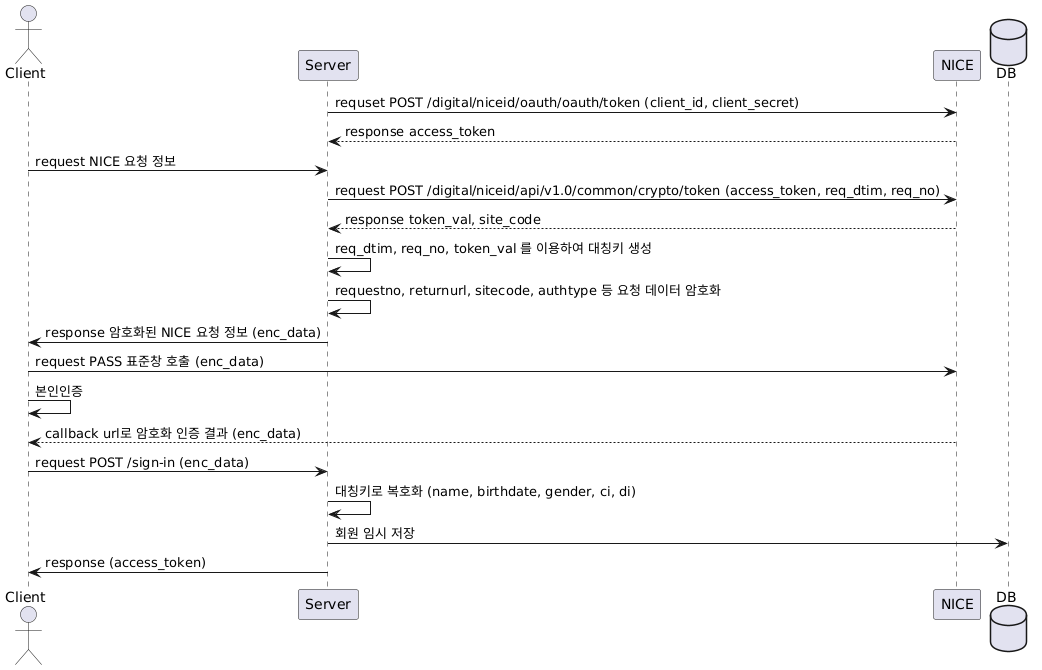 Client
Server
NICE
DB
requset POST /digital/niceid/oauth/oauth/token (client_id, client_secret)
response access_token
request NICE 요청 정보
request POST /digital/niceid/api/v1.0/common/crypto/token (access_token, req_dtim, req_no)
response token_val, site_code
req_dtim, req_no, token_val 를 이용하여 대칭키 생성
requestno, returnurl, sitecode, authtype 등 요청 데이터 암호화
response 암호화된 NICE 요청 정보 (enc_data)
request PASS 표준창 호출 (enc_data)
본인인증
callback url로 암호화 인증 결과 (enc_data)
request POST /sign-in (enc_data)
대칭키로 복호화 (name, birthdate, gender, ci, di)
회원 임시 저장
response (access_token)
Client
Server
NICE
DB